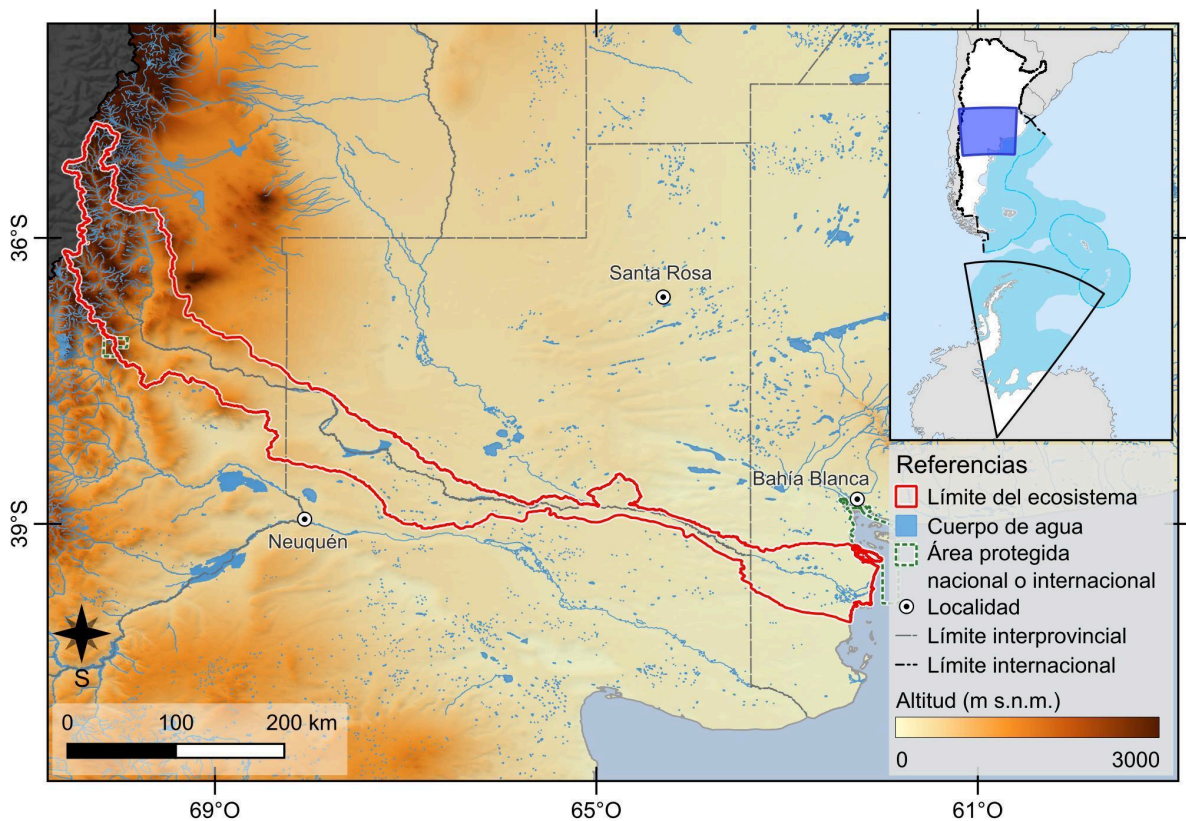 36°S
39°S
Santa Rosa
Bahía Blanca
Neuquén
S
0 100 200 km
69°O
65°O
61°O
Referencias
Límite del ecosistema
Cuerpo de agua
Área protegida
nacional o internacional
Localidad
Límite interprovincial
Límite internacional
Altitud (m s.n.m.)
0 3000